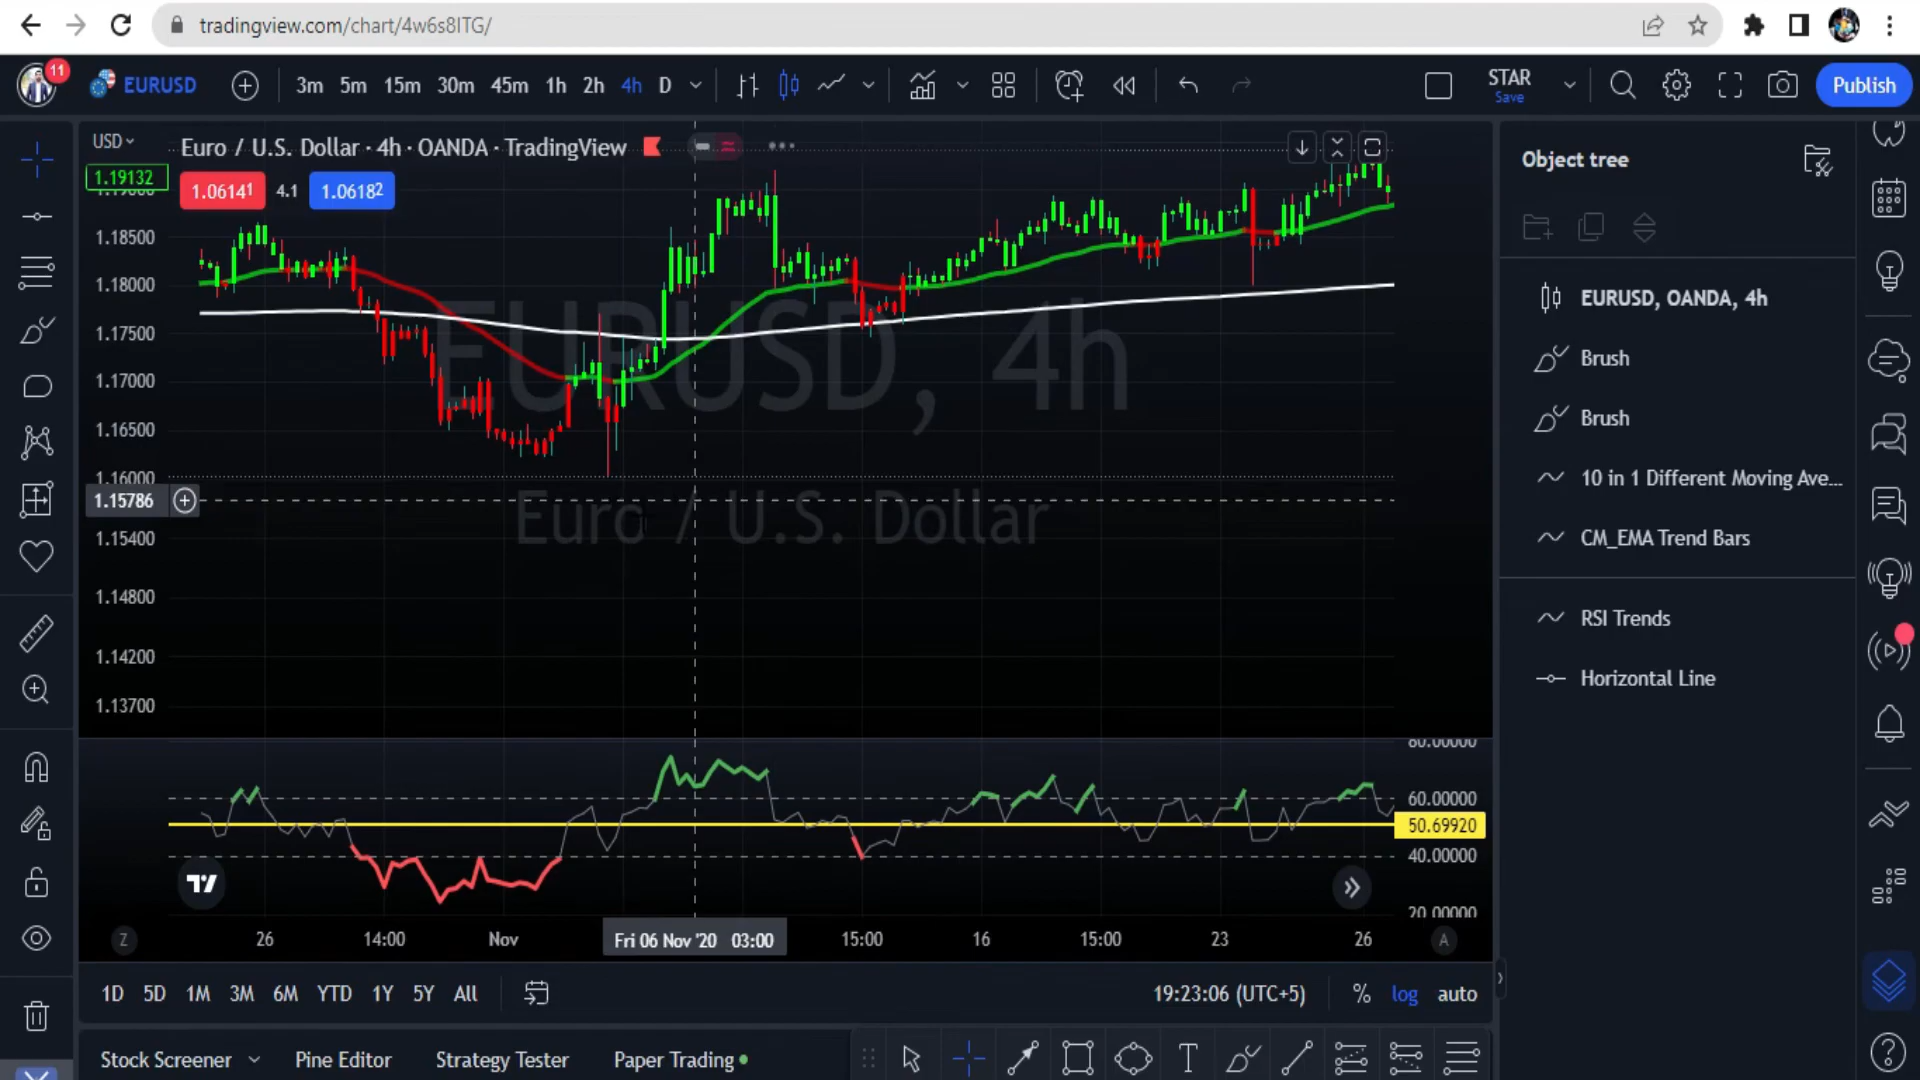 tradingview.com/chart/4w6s8ITG/
11
EURUSD
3m 5m 15m 30m 45m 1h 2h 4h D
STAR
Save
Publish
USD
Euro / U.S. Dollar · 4h · OANDA · TradingView
1.19132
1.06141
4.1
1.06182
1.18500
1.18000
1.17500
1.17000
1.16500
1.16000
1.15786
1.15400
1.14800
1.14200
1.13700
EURUSD, 4h
Euro / U.S. Dollar
80.00000
60.00000
50.69920
40.00000
20.00000
Z
26
14:00
Nov
Fri 06 Nov '20 03:00
15:00
16
15:00
23
26
A
1D 5D 1M 3M 6M YTD 1Y 5Y All
19:23:06 (UTC+5)
% log auto
Stock Screener
Pine Editor
Strategy Tester
Paper Trading
T
Object tree
EURUSD, OANDA, 4h
Brush
Brush
10 in 1 Different Moving Ave...
CM_EMA Trend Bars
RSI Trends
Horizontal Line